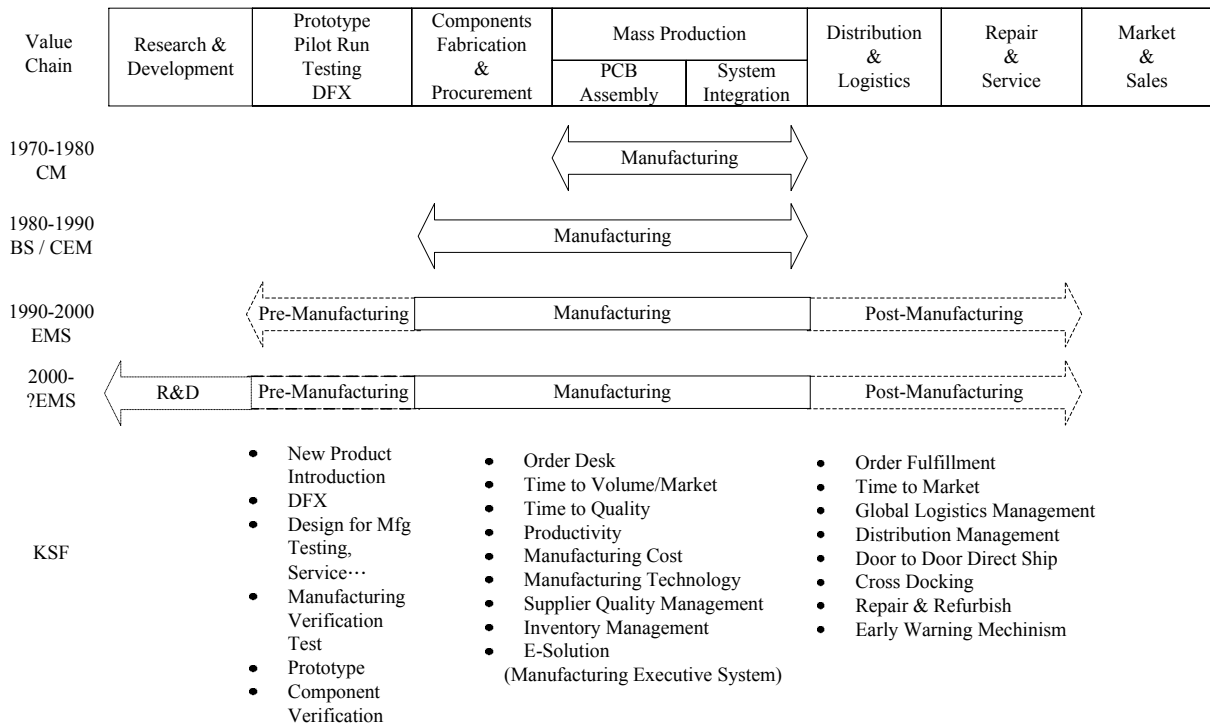 Value
Chain
Research &
Development
Prototype
Pilot Run
Testing
DFX
Components
Fabrication
&
Procurement
Mass Production
PCB
Assembly
System
Integration
Distribution
&
Logistics
Repair
&
Service
Market
&
Sales
1970-1980
CM
Manufacturing
1980-1990
BS / CEM
Manufacturing
1990-2000
EMS
Pre-Manufacturing
Manufacturing
Post-Manufacturing
2000-
?EMS
R&D
Pre-Manufacturing
Manufacturing
Post-Manufacturing
KSF
• New Product
Introduction
• DFX
• Design for Mfg
Testing,
Service⋯
• Manufacturing
Verification
Test
• Prototype
• Component
Verification
• Order Desk
• Time to Volume/Market
• Time to Quality
• Productivity
• Manufacturing Cost
• Manufacturing Technology
• Supplier Quality Management
• Inventory Management
• E-Solution
(Manufacturing Executive System)
• Order Fulfillment
• Time to Market
• Global Logistics Management
• Distribution Management
• Door to Door Direct Ship
• Cross Docking
• Repair & Refurbish
• Early Warning Mechinism